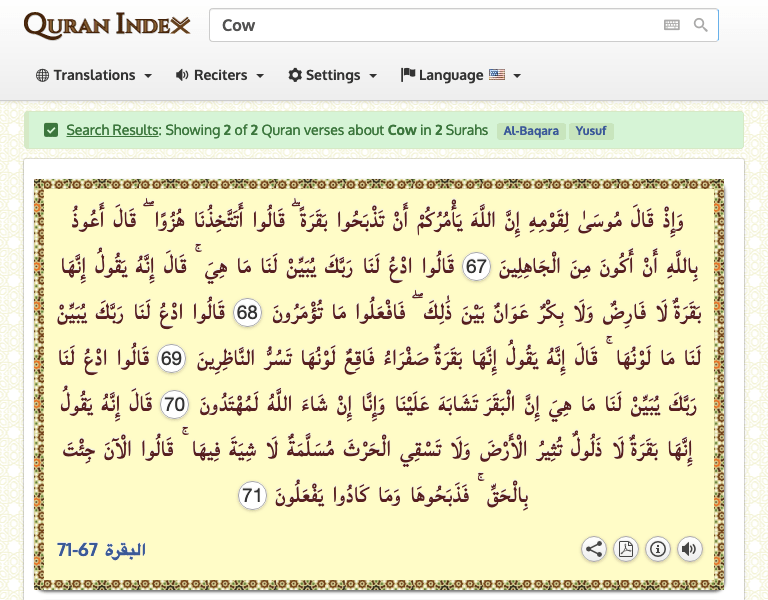 QURAN INDEX
Cow
Translations Reciters Settings Language
Search Results: Showing 2 of 2 Quran verses about Cow in 2 Surahs Al-Baqara Yusuf
وَإِذْ قَالَ مُوسَىٰ لِقَوْمِهِ إِنَّ اللَّهَ يَأْمُرُكُمْ أَنْ تَذْبَحُوا بَقَرَةً ۖ قَالُوا أَتَتَّخِذُنَا هُزُوًا ۖ قَالَ أَعُوذُ
بِاللَّهِ أَنْ أَكُونَ مِنَ الْجَاهِلِينَ 67 قَالُوا ادْعُ لَنَا رَبَّكَ يُبَيِّنْ لَنَا مَا هِيَ ۚ قَالَ إِنَّهُ يَقُولُ إِنَّهَا
بَقَرَةٌ لَا فَارِضٌ وَلَا بِكْرٌ عَوَانٌ بَيْنَ ذَٰلِكَ ۖ فَافْعَلُوا مَا تُؤْمَرُونَ 68 قَالُوا ادْعُ لَنَا رَبَّكَ يُبَيِّنْ
لَنَا مَا لَوْنُهَا ۚ قَالَ إِنَّهُ يَقُولُ إِنَّهَا بَقَرَةٌ صَفْرَاءُ فَاقِعٌ لَوْنُهَا تَسُرُّ النَّاظِرِينَ 69 قَالُوا ادْعُ لَنَا
رَبَّكَ يُبَيِّنْ لَنَا مَا هِيَ إِنَّ الْبَقَرَ تَشَابَهَ عَلَيْنَا وَإِنَّا إِنْ شَاءَ اللَّهُ لَمُهْتَدُونَ 70 قَالَ إِنَّهُ يَقُولُ
إِنَّهَا بَقَرَةٌ لَا ذَلُولٌ تُثِيرُ الْأَرْضَ وَلَا تَسْقِي الْحَرْثَ مُسَلَّمَةٌ لَا شِيَةَ فِيهَا ۚ قَالُوا الْآنَ جِئْتَ
بِالْحَقِّ ۚ فَذَبَحُوهَا وَمَا كَادُوا يَفْعَلُونَ 71
البقرة 67-71